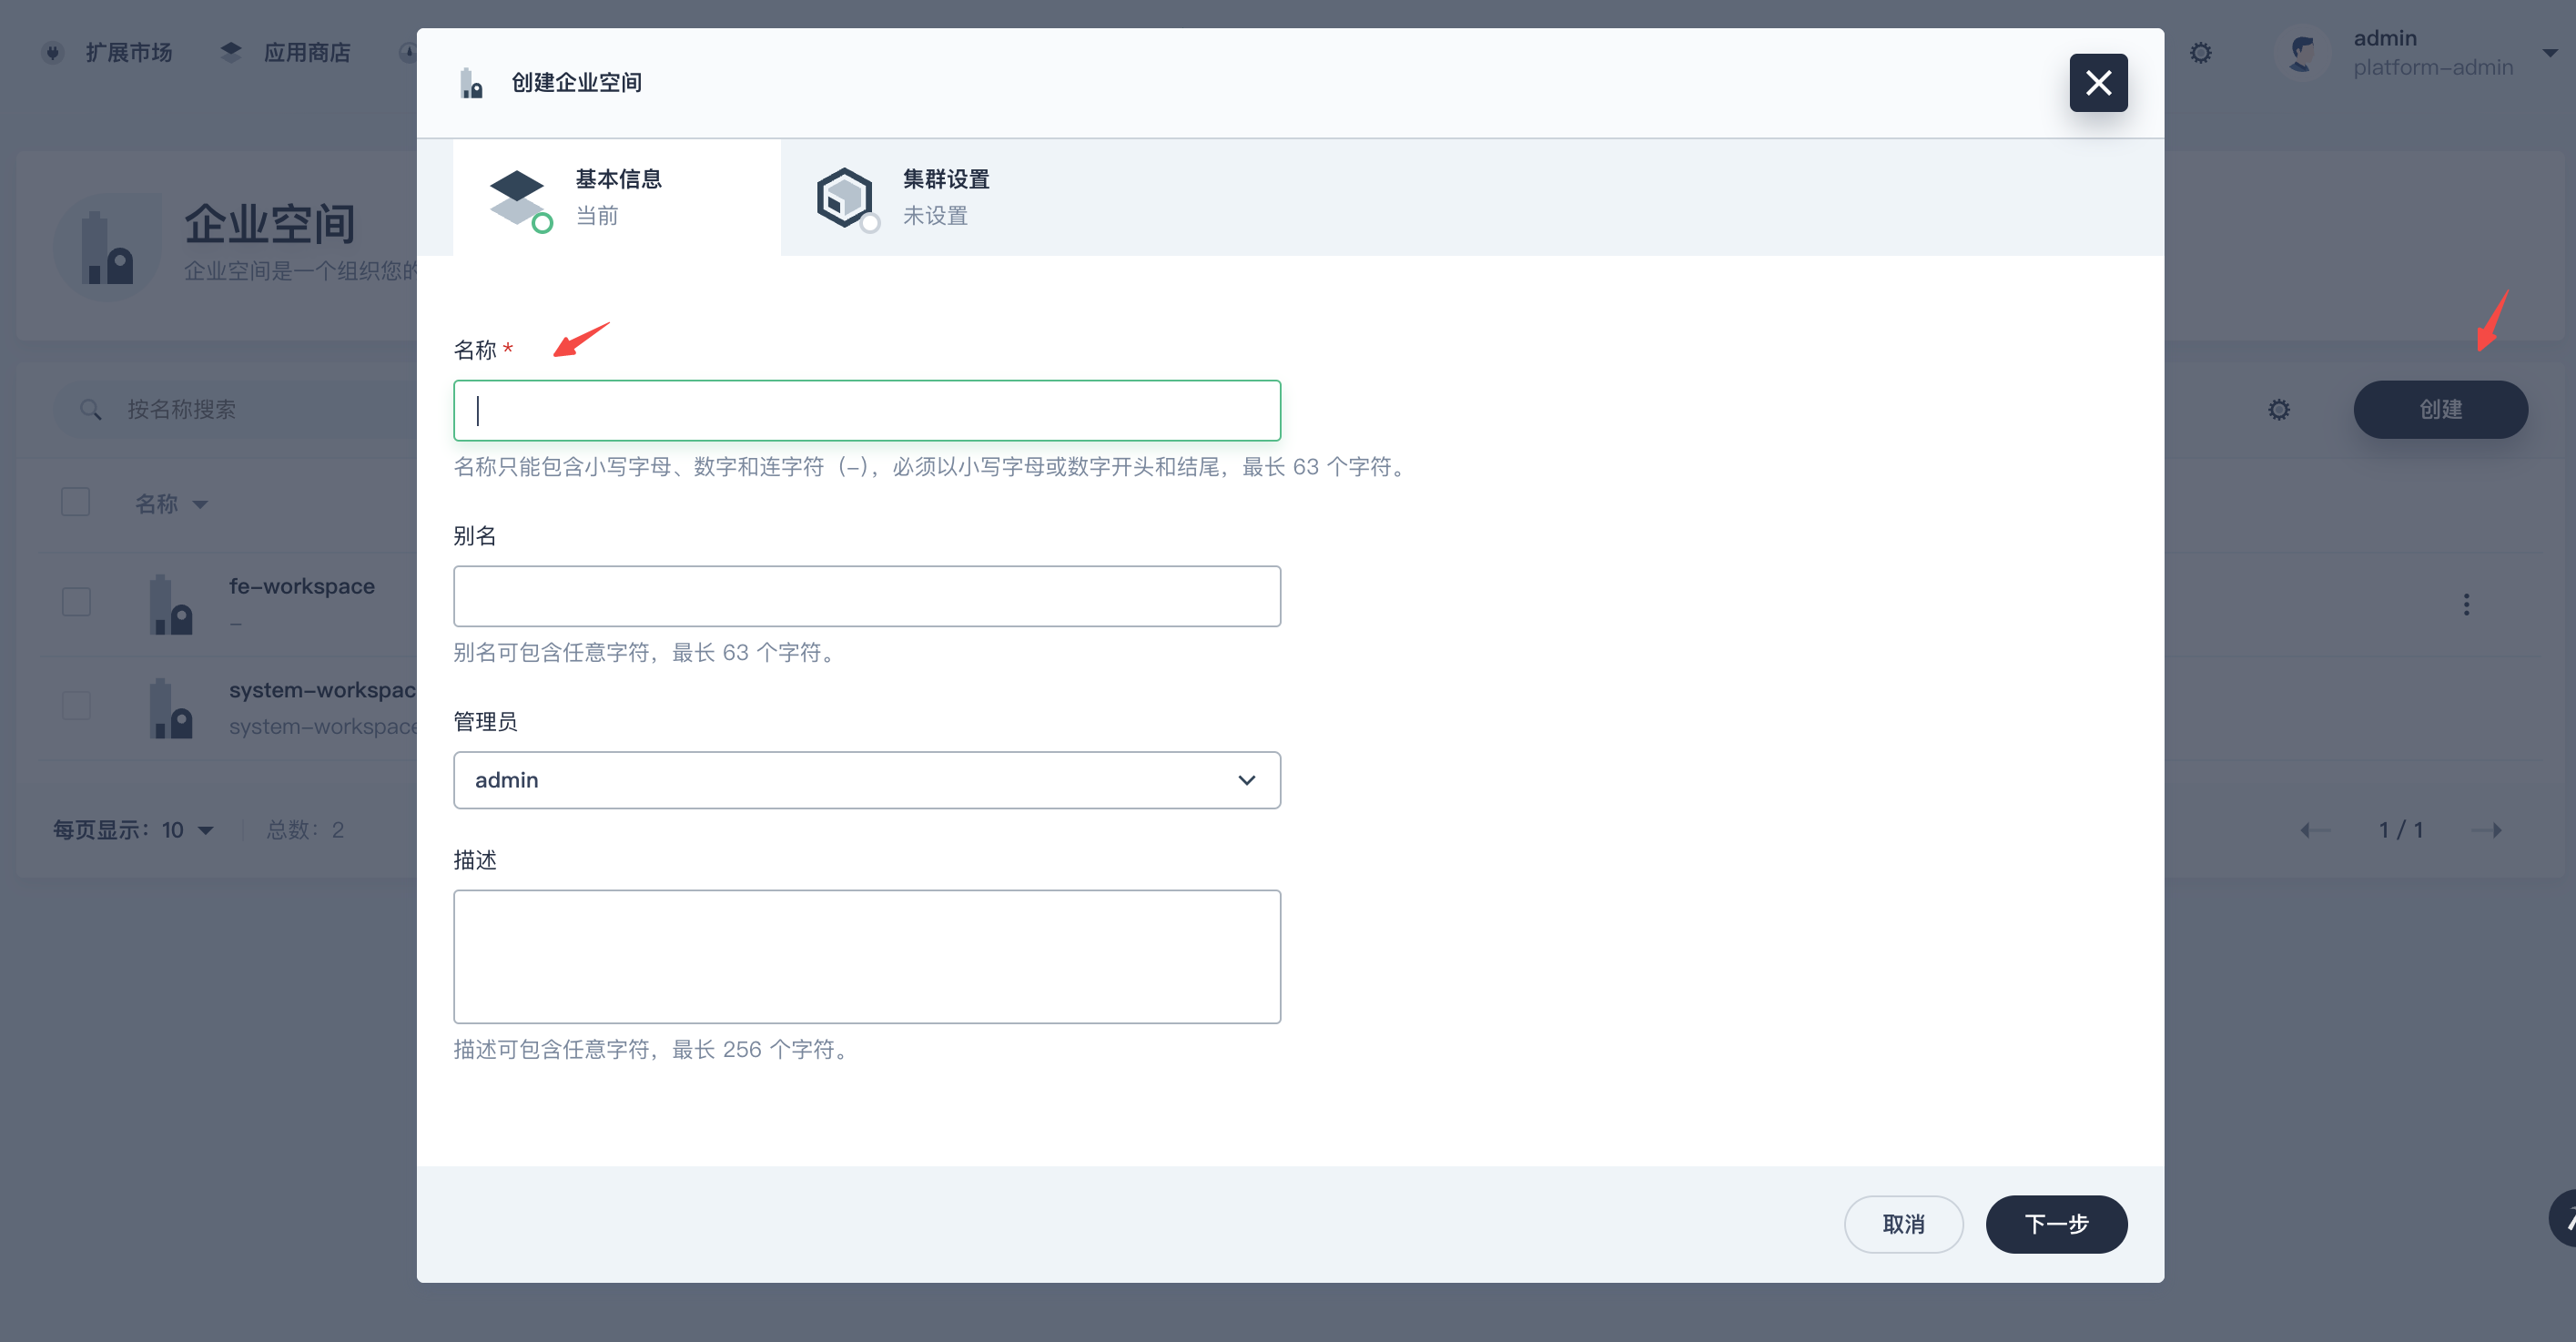 扩展市场
应用商店
admin
platform-admin
创建企业空间
基本信息
当前
集群设置
未设置
企业空间
企业空间是一个组织您的
名称 *
名称只能包含小写字母、数字和连字符（-），必须以小写字母或数字开头和结尾，最长 63 个字符。
按名称搜索
创建
名称
别名
别名可包含任意字符，最长 63 个字符。
fe-workspace
-
system-workspac
system-workspace
管理员
admin
每页显示：10
总数：2
1 / 1
描述
描述可包含任意字符，最长 256 个字符。
取消
下一步